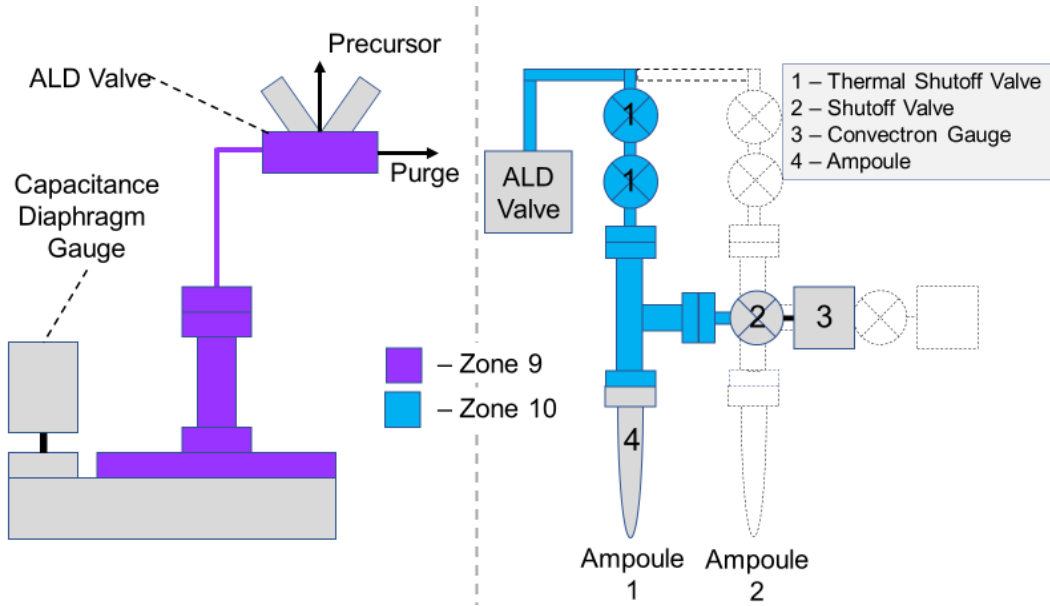 Precursor
ALD Valve
Purge
Capacitance
Diaphragm
Gauge
– Zone 9
– Zone 10
1 – Thermal Shutoff Valve
2 – Shutoff Valve
3 – Convectron Gauge
4 – Ampoule
1
1
ALD
Valve
2
3
4
Ampoule
1
Ampoule
2